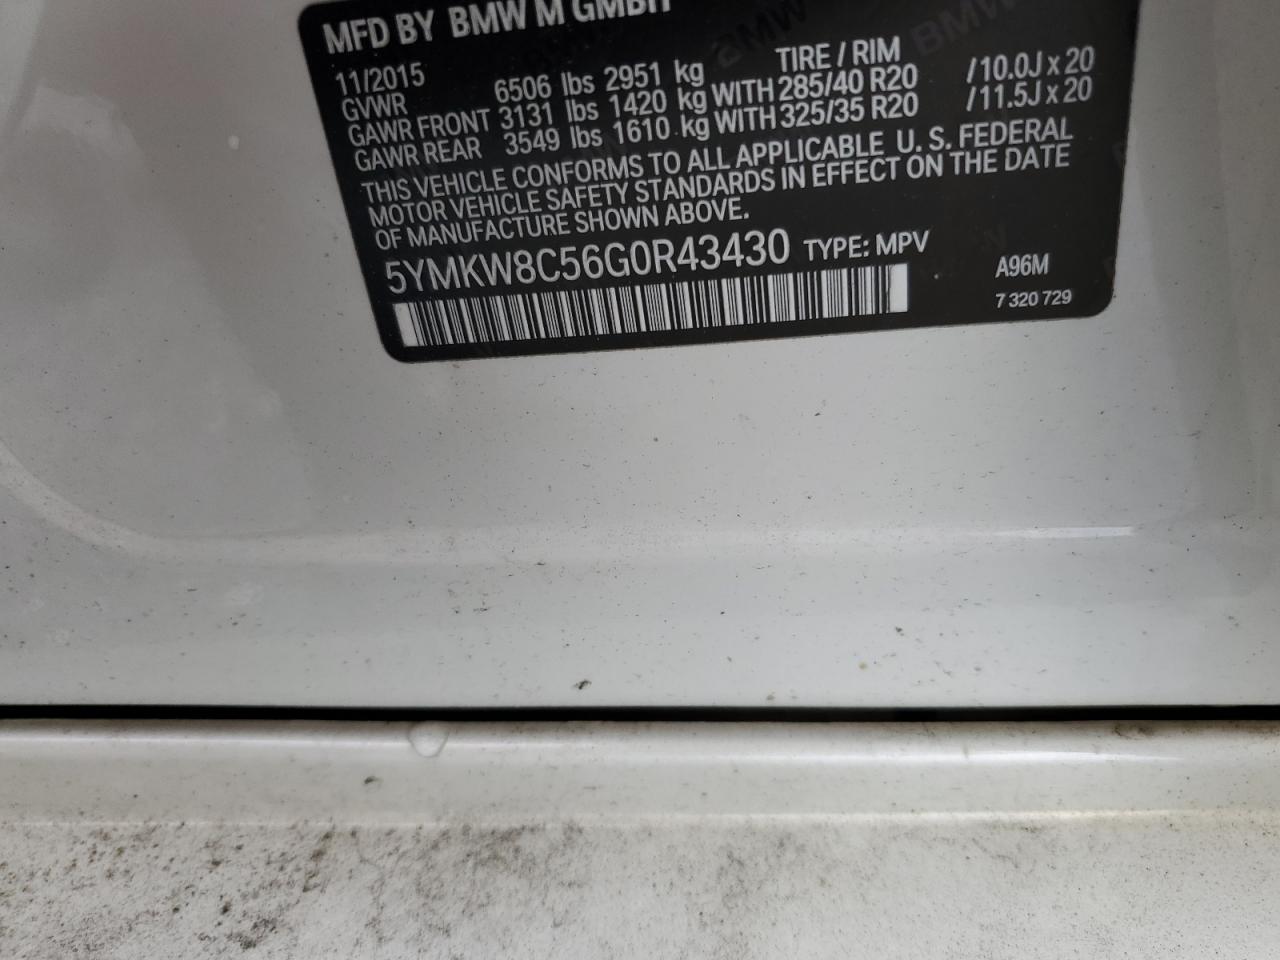 MFD BY BMW M GMBH
11/2015 TIRE / RIM
GVWR 6506 lbs 2951 kg
GAWR FRONT 3131 lbs 1420 kg WITH 285/40 R20 /10.0J x 20
GAWR REAR 3549 lbs 1610 kg WITH 325/35 R20 /11.5J x 20
THIS VEHICLE CONFORMS TO ALL APPLICABLE U. S. FEDERAL
MOTOR VEHICLE SAFETY STANDARDS IN EFFECT ON THE DATE
OF MANUFACTURE SHOWN ABOVE.
5YMKW8C56G0R43430 TYPE: MPV
A96M
7 320 729